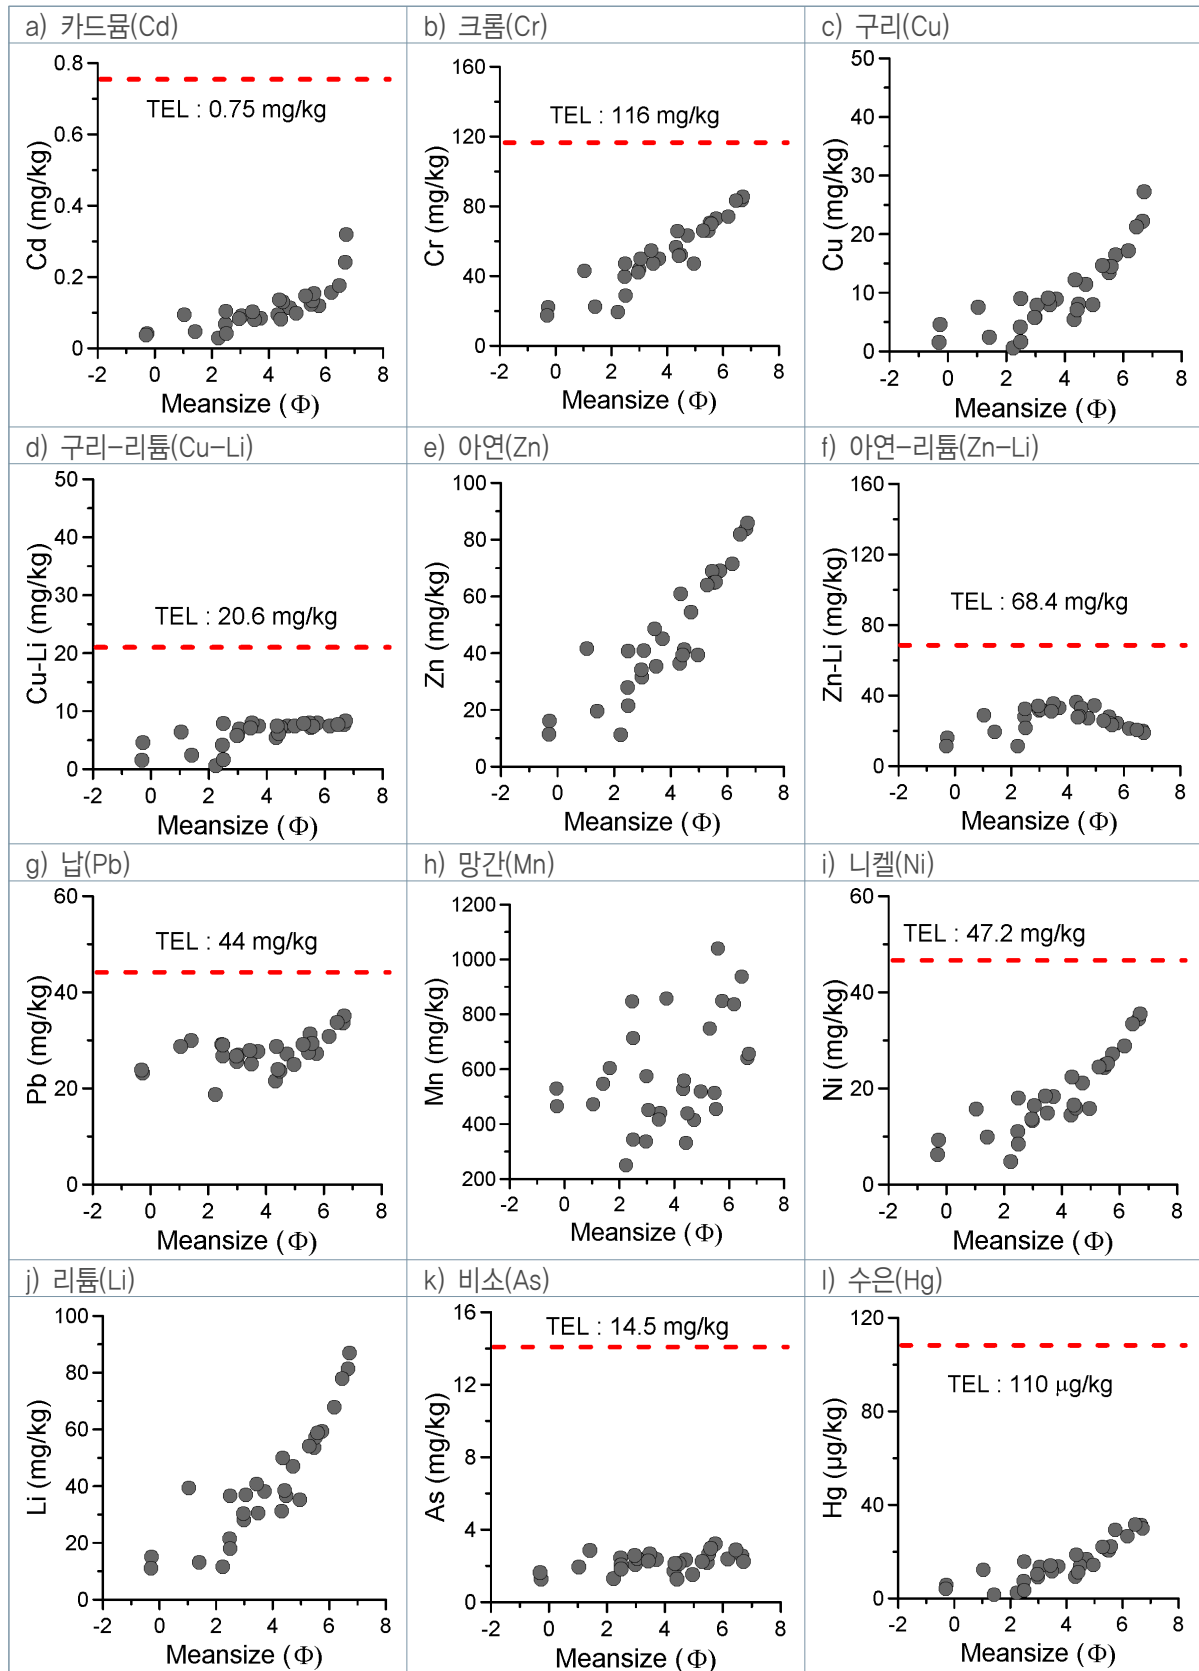 a) 카드뮴(Cd)
0.8
0.6
0.4
0.2
0
Cd (mg/kg)
TEL : 0.75 mg/kg
-2 0 2 4 6 8
Meansize (Φ)
b) 크롬(Cr)
160
120
80
40
0
Cr (mg/kg)
TEL : 116 mg/kg
-2 0 2 4 6 8
Meansize (Φ)
c) 구리(Cu)
50
40
30
20
10
0
Cu (mg/kg)
-2 0 2 4 6 8
Meansize (Φ)
d) 구리-리튬(Cu-Li)
50
40
30
20
10
0
Cu-Li (mg/kg)
TEL : 20.6 mg/kg
-2 0 2 4 6 8
Meansize (Φ)
e) 아연(Zn)
100
80
60
40
20
0
Zn (mg/kg)
-2 0 2 4 6 8
Meansize (Φ)
f) 아연-리튬(Zn-Li)
160
120
80
40
0
Zn-Li (mg/kg)
TEL : 68.4 mg/kg
-2 0 2 4 6 8
Meansize (Φ)
g) 납(Pb)
60
40
20
0
Pb (mg/kg)
TEL : 44 mg/kg
-2 0 2 4 6 8
Meansize (Φ)
h) 망간(Mn)
1200
1000
800
600
400
200
Mn (mg/kg)
-2 0 2 4 6 8
Meansize (Φ)
i) 니켈(Ni)
60
40
20
0
Ni (mg/kg)
TEL : 47.2 mg/kg
-2 0 2 4 6 8
Meansize (Φ)
j) 리튬(Li)
100
80
60
40
20
0
Li (mg/kg)
-2 0 2 4 6 8
Meansize (Φ)
k) 비소(As)
16
12
8
4
0
As (mg/kg)
TEL : 14.5 mg/kg
-2 0 2 4 6 8
Meansize (Φ)
l) 수은(Hg)
120
80
40
0
Hg (μg/kg)
TEL : 110 μg/kg
-2 0 2 4 6 8
Meansize (Φ)